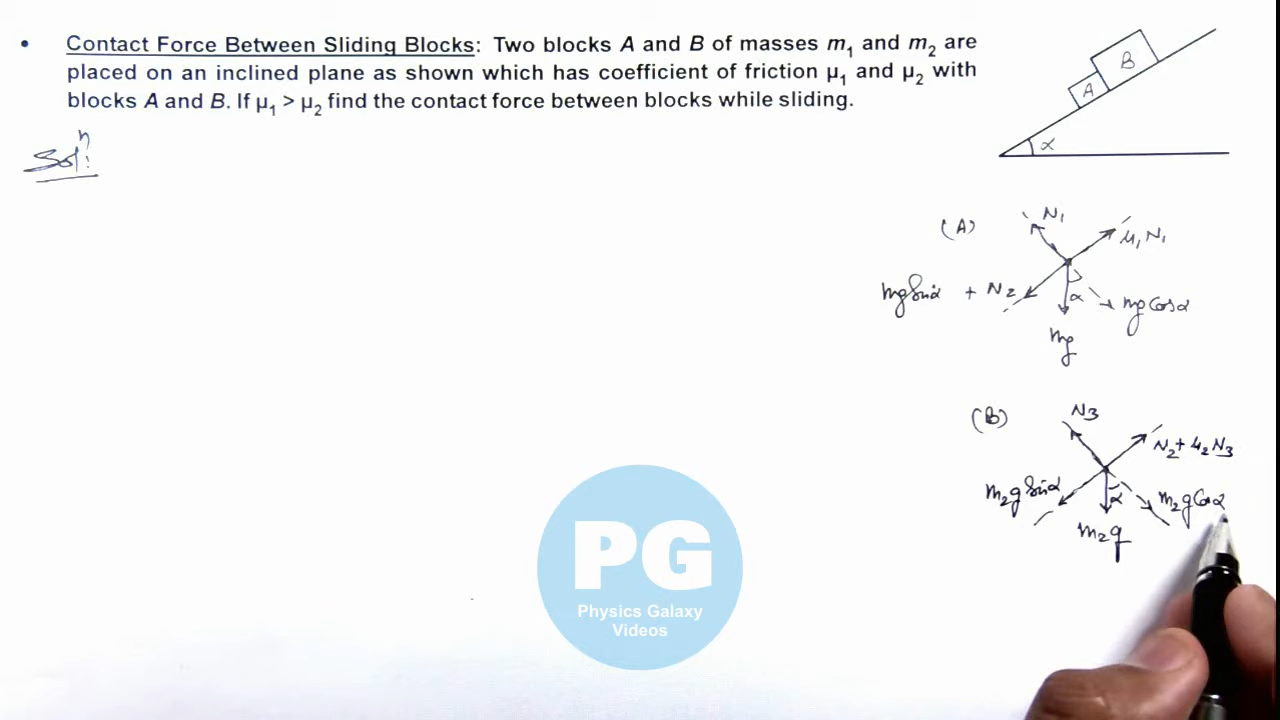 • Contact Force Between Sliding Blocks: Two blocks A and B of masses m₁ and m₂ are
placed on an inclined plane as shown which has coefficient of friction μ₁ and μ₂ with
blocks A and B. If μ₁ > μ₂ find the contact force between blocks while sliding.
Solⁿ:
A
B
α
(A)
N₁
μ₁N₁
mg Sinα + N₂
α
mg Cosα
mg
(B)
N₃
N₂ + μ₂N₃
m₂g Sinα
α
m₂g Cosα
m₂g
PG
Physics Galaxy
Videos